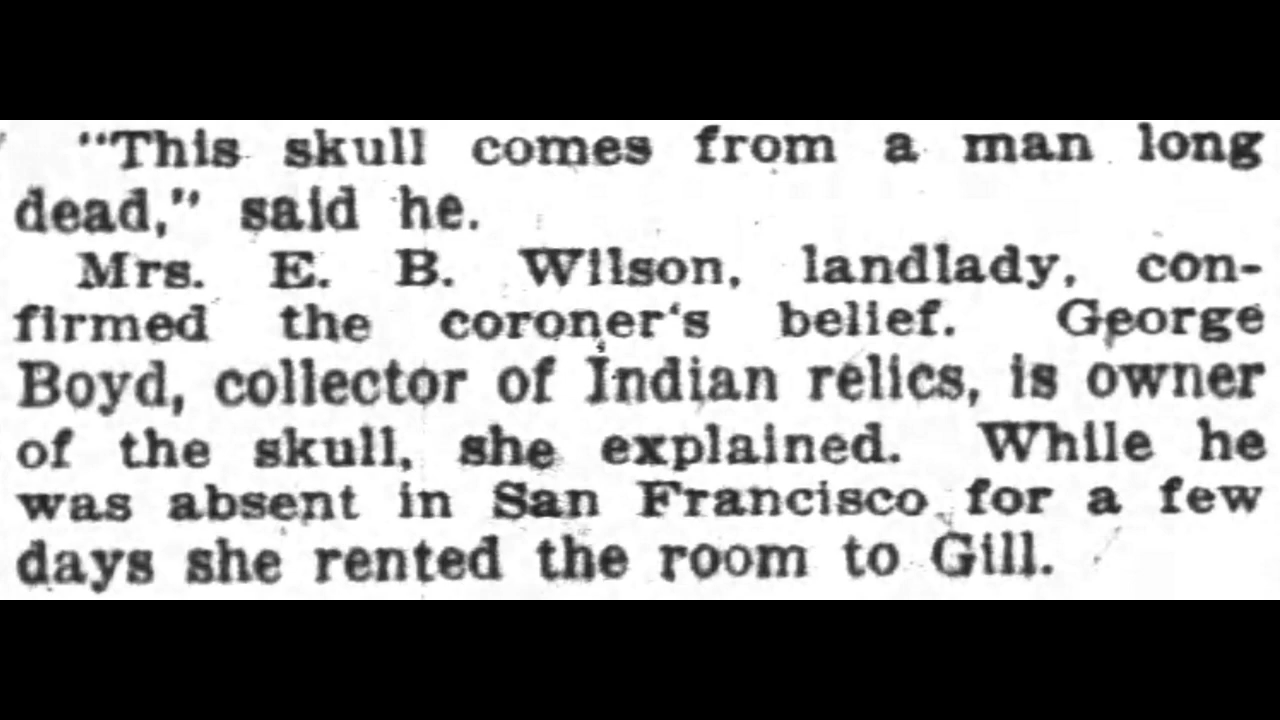 "This skull comes from a man long
dead," said he.
Mrs. E. B. Wilson, landlady, con-
firmed the coroner's belief. George
Boyd, collector of Indian relics, is owner
of the skull, she explained. While he
was absent in San Francisco for a few
days she rented the room to Gill.